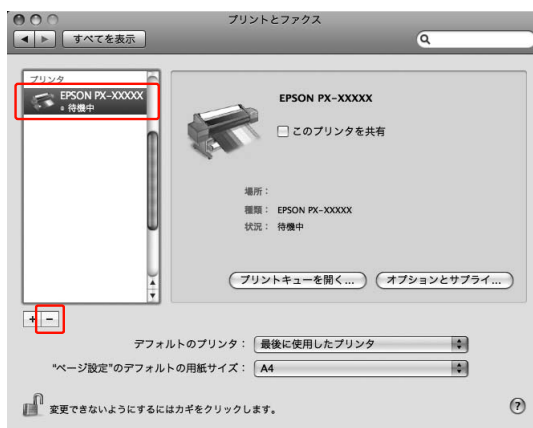 プリントとファクス
すべてを表示
プリンタ
EPSON PX-XXXXX
待機中
EPSON PX-XXXXX
このプリンタを共有
場所：
種類： EPSON PX-XXXXX
状況： 待機中
プリントキューを開く... オプションとサプライ...
+ -
デフォルトのプリンタ： 最後に使用したプリンタ
"ページ設定"のデフォルトの用紙サイズ： A4
変更できないようにするにはカギをクリックします。
?